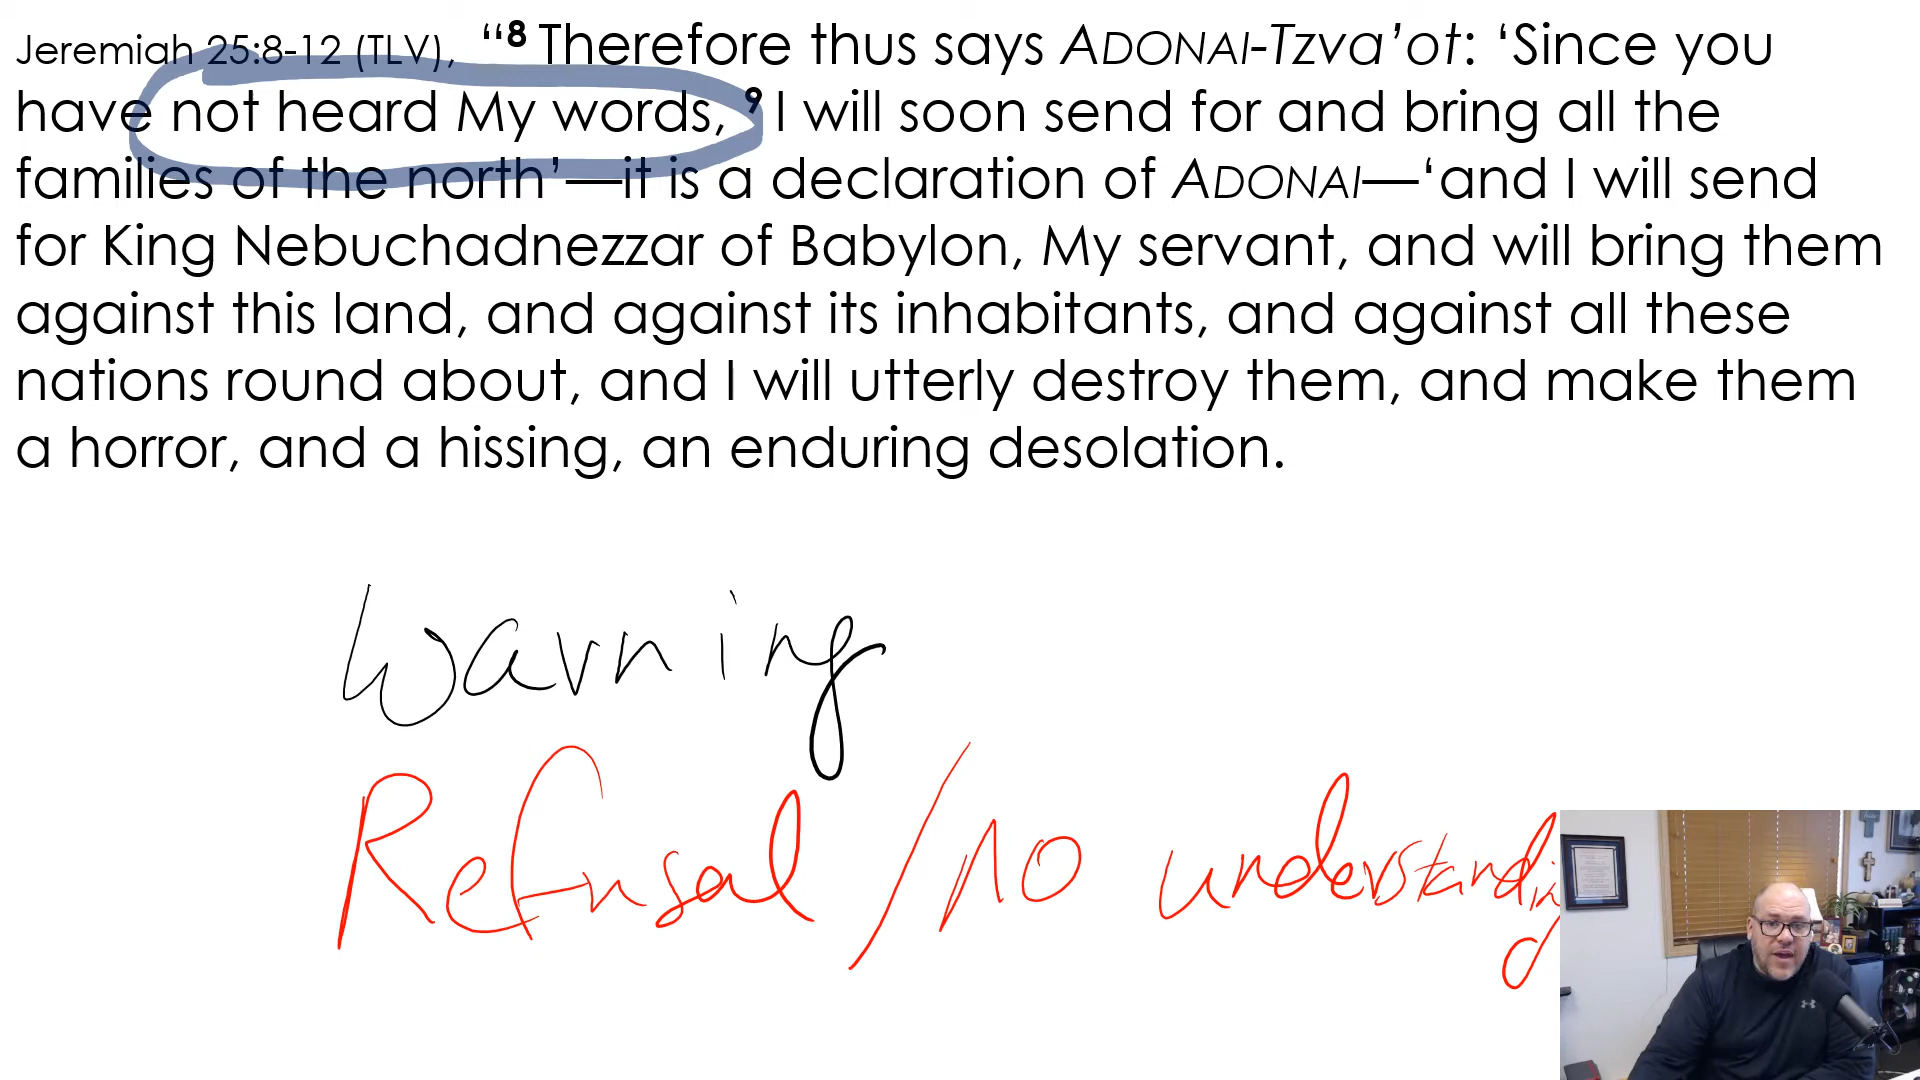 Jeremiah 25:8-12 (TLV), “8 Therefore thus says ADONAI-Tzva’ot: ‘Since you
have not heard My words, 9 I will soon send for and bring all the
families of the north’—it is a declaration of ADONAI—‘and I will send
for King Nebuchadnezzar of Babylon, My servant, and will bring them
against this land, and against its inhabitants, and against all these
nations round about, and I will utterly destroy them, and make them
a horror, and a hissing, an enduring desolation.
Warning
Refusal / no understanding